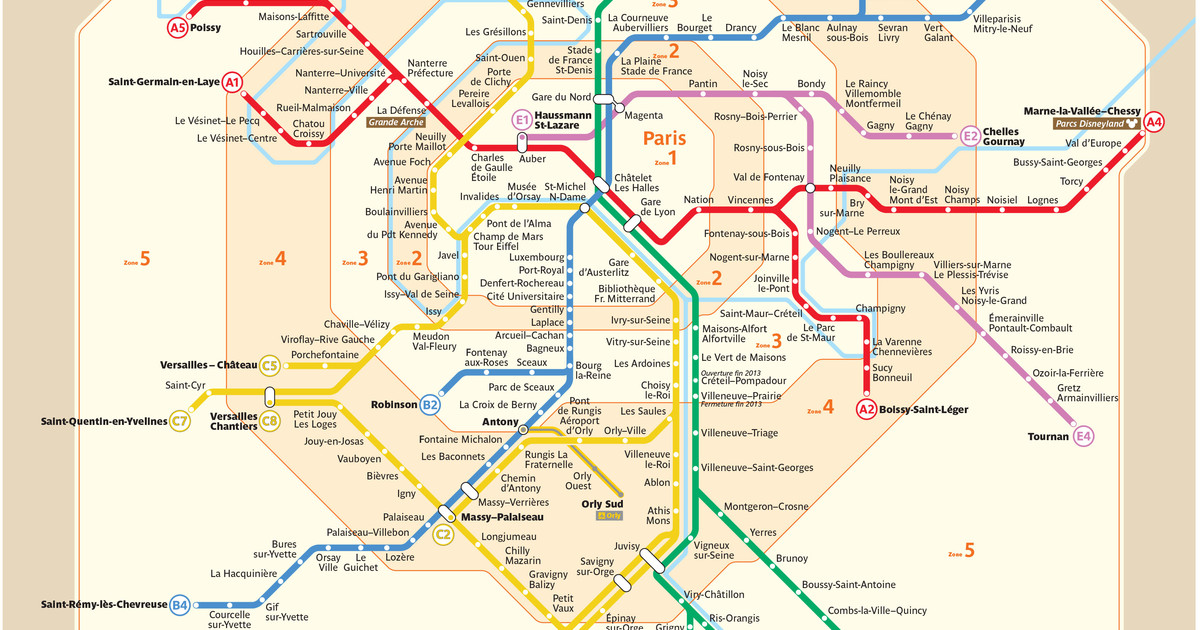 Gennevilliers
Zone 3
A5 Poissy
Maisons-Laffitte
Sartrouville
Houilles–Carrières-sur-Seine
Nanterre–Université
Nanterre–Ville
Nanterre
Préfecture
Rueil-Malmaison
Chatou
Croissy
Saint-Germain-en-Laye A1
Le Vésinet–Le Pecq
Le Vésinet–Centre
La Défense
Grande Arche
Saint-Denis
Les Grésillons
Saint-Ouen
Porte
de Clichy
Pereire
Levallois
Neuilly
Porte Maillot
Stade
de France
St-Denis
La Courneuve
Aubervilliers
Le
Bourget
Drancy
Le Blanc
Mesnil
Aulnay
sous-Bois
Sevran
Livry
Vert
Galant
Villeparisis
Mitry-le-Neuf
Zone 2
La Plaine
Stade de France
Gare du Nord
Magenta
E1 Haussmann
St-Lazare
Auber
Charles
de Gaulle
Étoile
Pantin
Noisy
le-Sec
Bondy
Le Raincy
Villemomble
Montfermeil
Gagny
Le Chénay
Gagny
E2 Chelles
Gournay
Rosny–Bois-Perrier
Rosny-sous-Bois
Val de Fontenay
Neuilly
Plaisance
Bry
sur-Marne
Noisy
le-Grand
Mont d'Est
Noisy
Champs
Noisiel
Lognes
Torcy
Bussy-Saint-Georges
Val d'Europe
Marne-la-Vallée–Chessy A4
Parcs Disneyland
Paris
Zone 1
Châtelet
Les Halles
Gare
de Lyon
Nation
Vincennes
Fontenay-sous-Bois
Nogent-sur-Marne
Joinville
le-Pont
Saint-Maur–Créteil
Le Parc
de St-Maur
Champigny
La Varenne
Chennevières
Sucy
Bonneuil
A2 Boissy-Saint-Léger
Nogent–Le Perreux
Les Boullereaux
Champigny
Villiers-sur-Marne
Le Plessis-Trévise
Les Yvris
Noisy-le-Grand
Émerainville
Pontault-Combault
Roissy-en-Brie
Ozoir-la-Ferrière
Gretz
Armainvilliers
Tournan E4
Avenue Foch
Avenue
Henri Martin
Boulainvilliers
Avenue
du Pdt Kennedy
Javel
Pont du Garigliano
Issy–Val de Seine
Issy
Invalides
Musée
d'Orsay
St-Michel
N-Dame
Pont de l'Alma
Champ de Mars
Tour Eiffel
Luxembourg
Port-Royal
Denfert-Rochereau
Cité Universitaire
Gentilly
Laplace
Arcueil–Cachan
Bagneux
Bourg
la-Reine
Sceaux
Fontenay
aux-Roses
Robinson B2
Parc de Sceaux
La Croix de Berny
Antony
Fontaine Michalon
Les Baconnets
Massy–Verrières
Massy–Palaiseau
C2
Palaiseau
Palaiseau–Villebon
Lozère
Le
Guichet
Orsay
Ville
Bures
sur-Yvette
La Hacquinière
Gif
sur-Yvette
Courcelle
sur-Yvette
Saint-Rémy-lès-Chevreuse B4
Gare
d'Austerlitz
Bibliothèque
Fr. Mitterrand
Ivry-sur-Seine
Vitry-sur-Seine
Les Ardoines
Choisy
le-Roi
Les Saules
Orly–Ville
Pont
de Rungis
Aéroport
d'Orly
Rungis La
Fraternelle
Chemin
d'Antony
Orly
Ouest
Orly Sud
Orly
Villeneuve
le-Roi
Ablon
Athis
Mons
Juvisy
Savigny
sur-Orge
Épinay
sur-Orge
Petit
Vaux
Gravigny
Balizy
Chilly
Mazarin
Longjumeau
Maisons-Alfort
Alfortville
Le Vert de Maisons
Ouverture fin 2013
Créteil–Pompadour
Villeneuve–Prairie
Fermeture fin 2013
Villeneuve–Triage
Villeneuve–Saint-Georges
Montgeron–Crosne
Yerres
Brunoy
Boussy-Saint-Antoine
Combs-la-Ville–Quincy
Vigneux
sur-Seine
Viry-Châtillon
Ris-Orangis
Grigny
Meudon
Val-Fleury
Chaville–Vélizy
Viroflay–Rive Gauche
Porchefontaine
Versailles – Château C5
Saint-Cyr
Saint-Quentin-en-Yvelines C7
Versailles
Chantiers C8
Petit Jouy
Les Loges
Jouy-en-Josas
Vauboyen
Bièvres
Igny
Zone 5
Zone 4
Zone 3
Zone 2
Zone 2
Zone 3
Zone 4
Zone 5